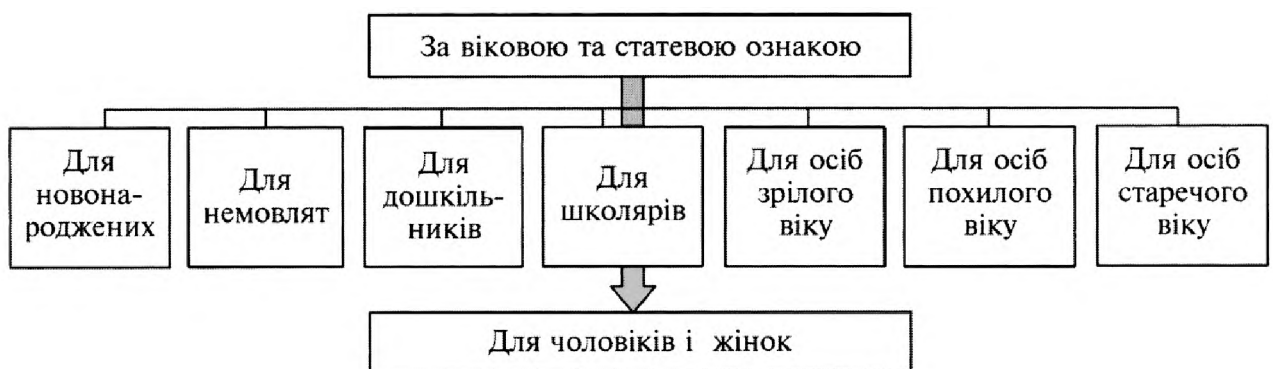 За віковою та статевою ознакою
Для
новона-
роджених
Для
немовлят
Для
дошкіль-
ників
Для
школярів
Для осіб
зрілого
віку
Для осіб
похилого
віку
Для осіб
старечого
віку
Для чоловіків і жінок